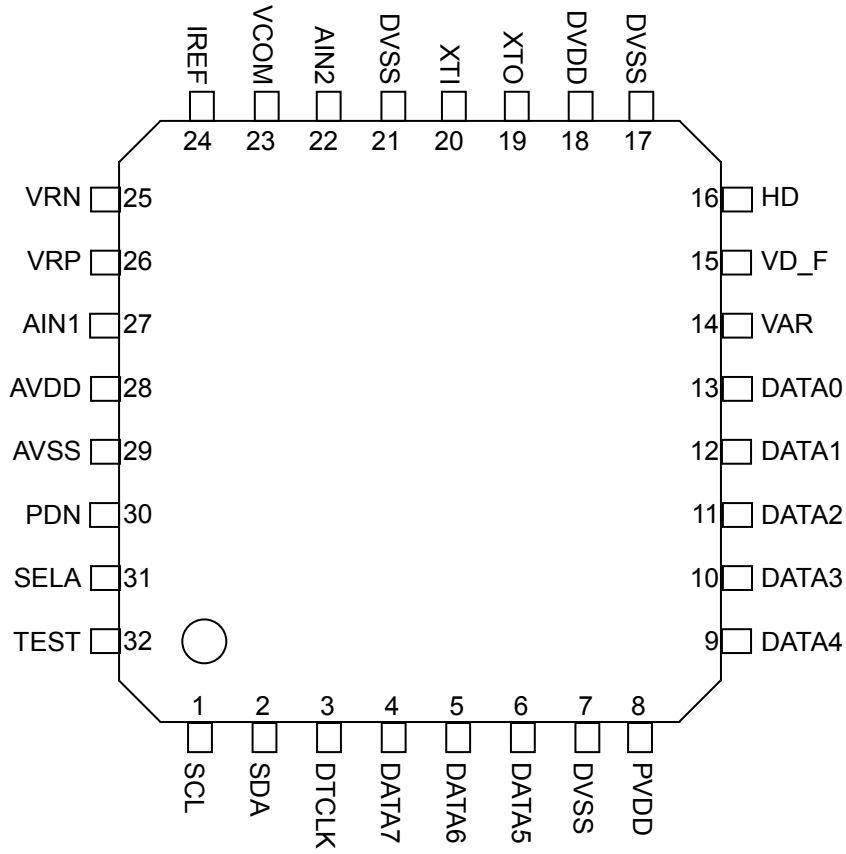 IREF VCOM AIN2 DVSS XTI XTO DVDD DVSS
24 23 22 21 20 19 18 17
VRN 25 16 HD
VRP 26 15 VD_F
AIN1 27 14 VAR
AVDD 28 13 DATA0
AVSS 29 12 DATA1
PDN 30 11 DATA2
SELA 31 10 DATA3
TEST 32 9 DATA4
1 2 3 4 5 6 7 8
SCL SDA DTCLK DATA7 DATA6 DATA5 DVSS PVDD